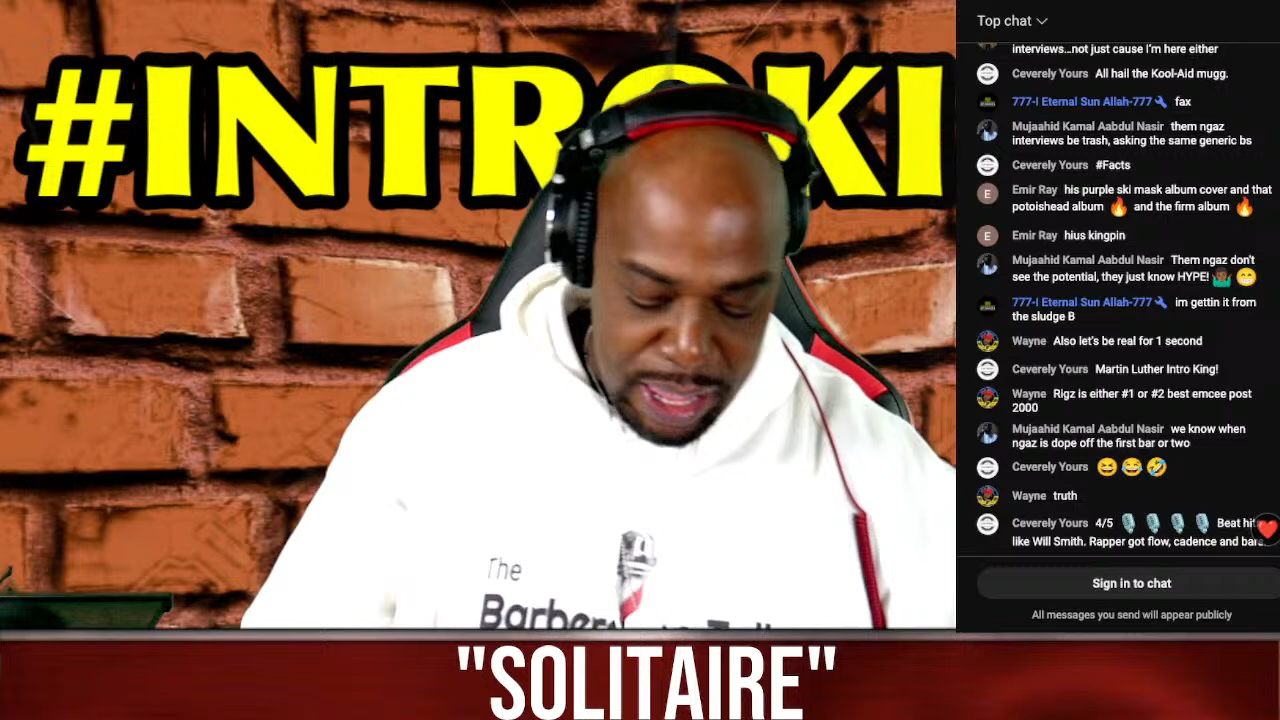 #INTRO KI
The
Barber
"SOLITAIRE"
Top chat
interviews...not just cause I'm here either
Ceverely Yours All hail the Kool-Aid mugg.
777-I Eternal Sun Allah-777 fax
Mujaahid Kamal Aabdul Nasir them ngaz
interviews be trash, asking the same generic bs
Ceverely Yours #Facts
Emir Ray his purple ski mask album cover and that
potoishead album 🔥 and the firm album 🔥
Emir Ray hius kingpin
Mujaahid Kamal Aabdul Nasir Them ngaz don't
see the potential, they just know HYPE! 🤷🏾‍♂️ 😁
777-I Eternal Sun Allah-777 im gettin it from
the sludge B
Wayne Also let's be real for 1 second
Ceverely Yours Martin Luther Intro King!
Wayne Rigz is either #1 or #2 best emcee post
2000
Mujaahid Kamal Aabdul Nasir we know when
ngaz is dope off the first bar or two
Ceverely Yours 😆 😂 🤣
Wayne truth
Ceverely Yours 4/5 🎙️ 🎙️ 🎙️ 🎙️ Beat hit
like Will Smith. Rapper got flow, cadence and bars
Sign in to chat
All messages you send will appear publicly